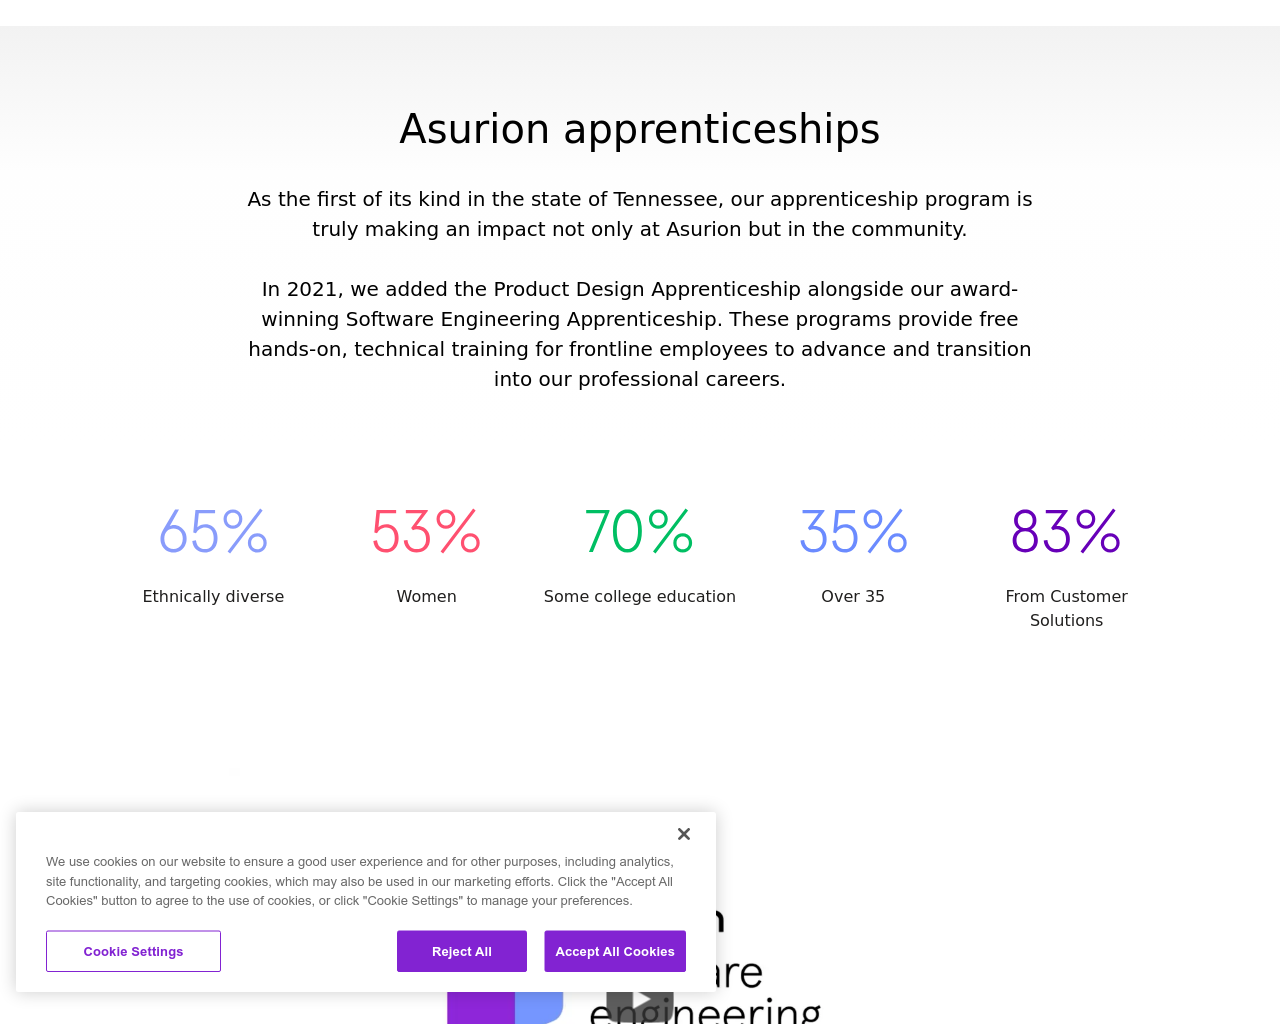 Asurion apprenticeships
As the first of its kind in the state of Tennessee, our apprenticeship program is
truly making an impact not only at Asurion but in the community.
In 2021, we added the Product Design Apprenticeship alongside our award-
winning Software Engineering Apprenticeship. These programs provide free
hands-on, technical training for frontline employees to advance and transition
into our professional careers.
65% 53% 70% 35% 83%
Ethnically diverse Women Some college education Over 35 From Customer
Solutions
We use cookies on our website to ensure a good user experience and for other purposes, including analytics,
site functionality, and targeting cookies, which may also be used in our marketing efforts. Click the "Accept All
Cookies" button to agree to the use of cookies, or click "Cookie Settings" to manage your preferences.
Cookie Settings Reject All Accept All Cookies
engineering